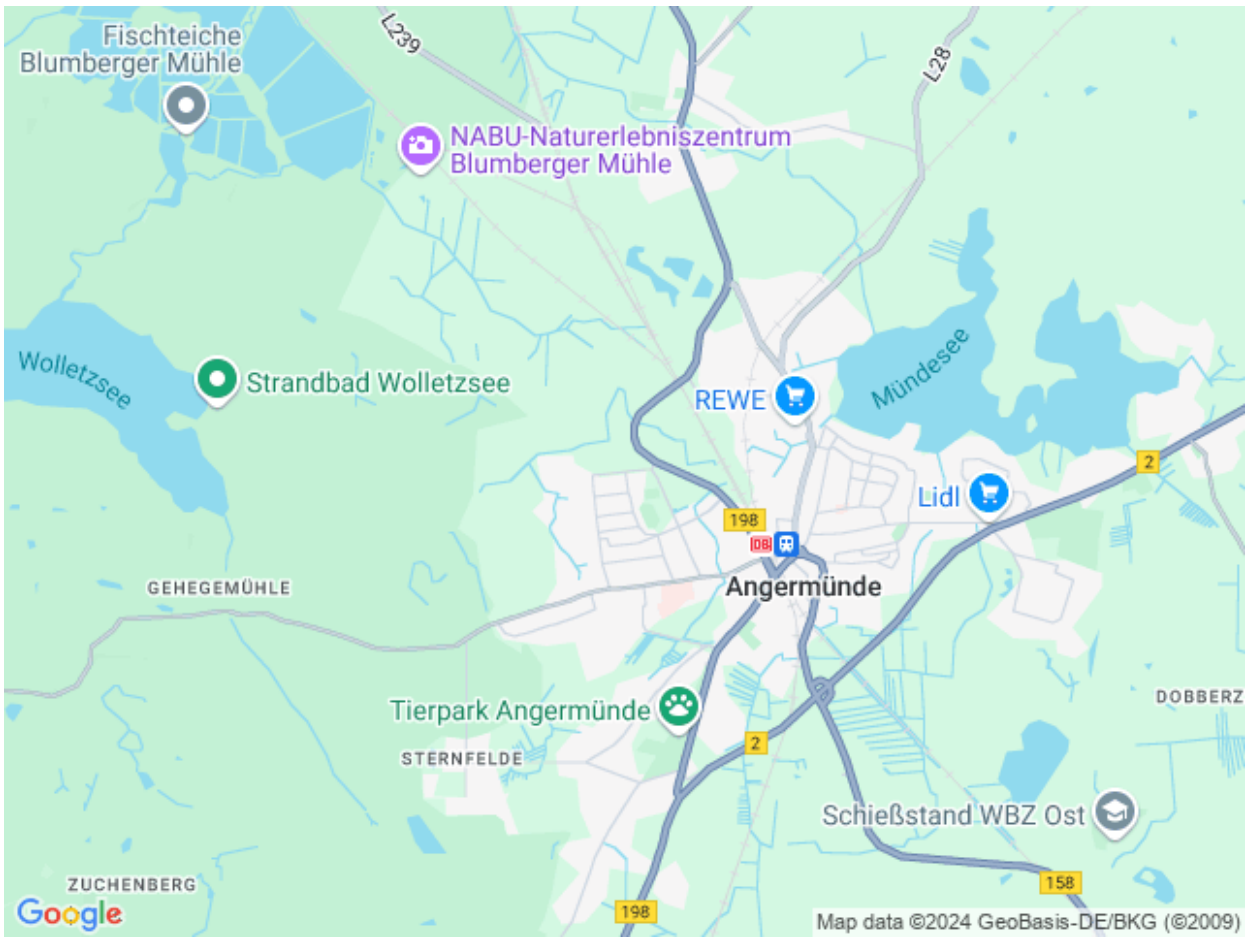 Fischteiche
Blumberger Mühle
L239
L28
NABU-Naturerlebniszentrum
Blumberger Mühle
Wolletzsee
Strandbad Wolletzsee
Mündesee
REWE
2
Lidl
198
DB
Angermünde
GEHEGEMÜHLE
Tierpark Angermünde
DOBBERZ
2
STERNFELDE
Schießstand WBZ Ost
ZUCHENBERG
158
198
Google
Map data ©2024 GeoBasis-DE/BKG (©2009)